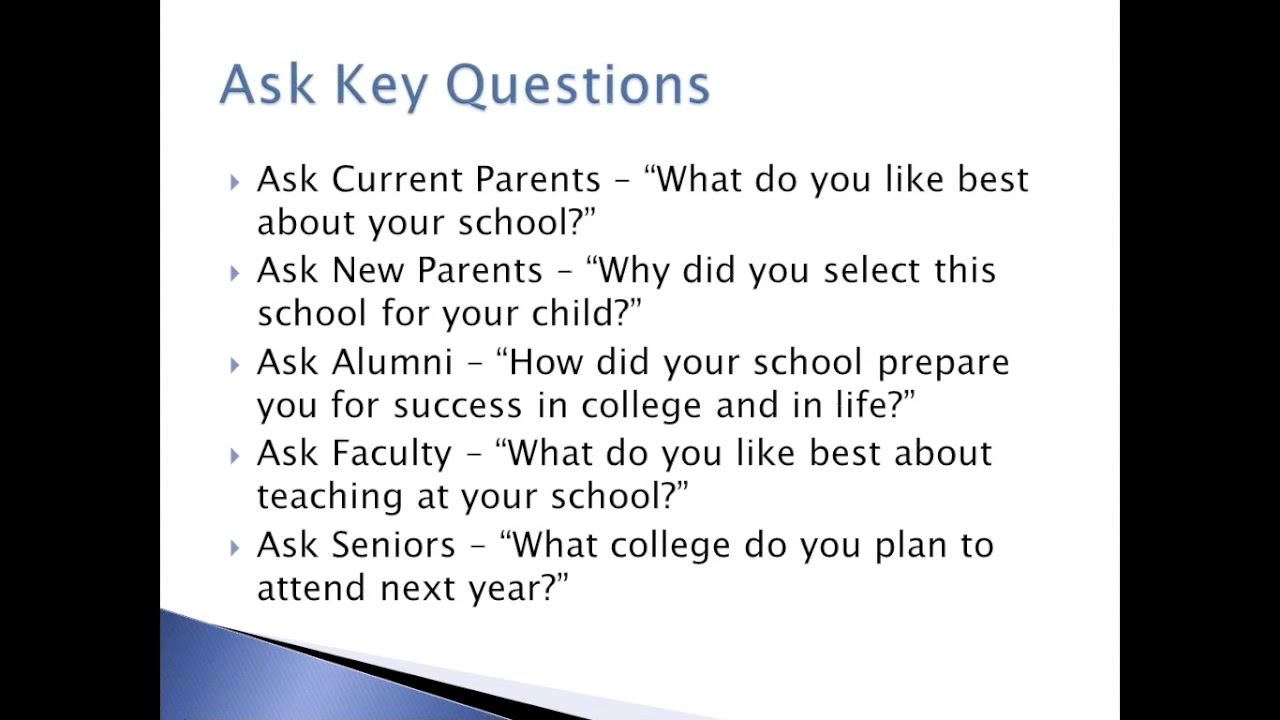 Ask Key Questions
Ask Current Parents – “What do you like best
about your school?”
Ask New Parents – “Why did you select this
school for your child?”
Ask Alumni – “How did your school prepare
you for success in college and in life?”
Ask Faculty – “What do you like best about
teaching at your school?”
Ask Seniors – “What college do you plan to
attend next year?”